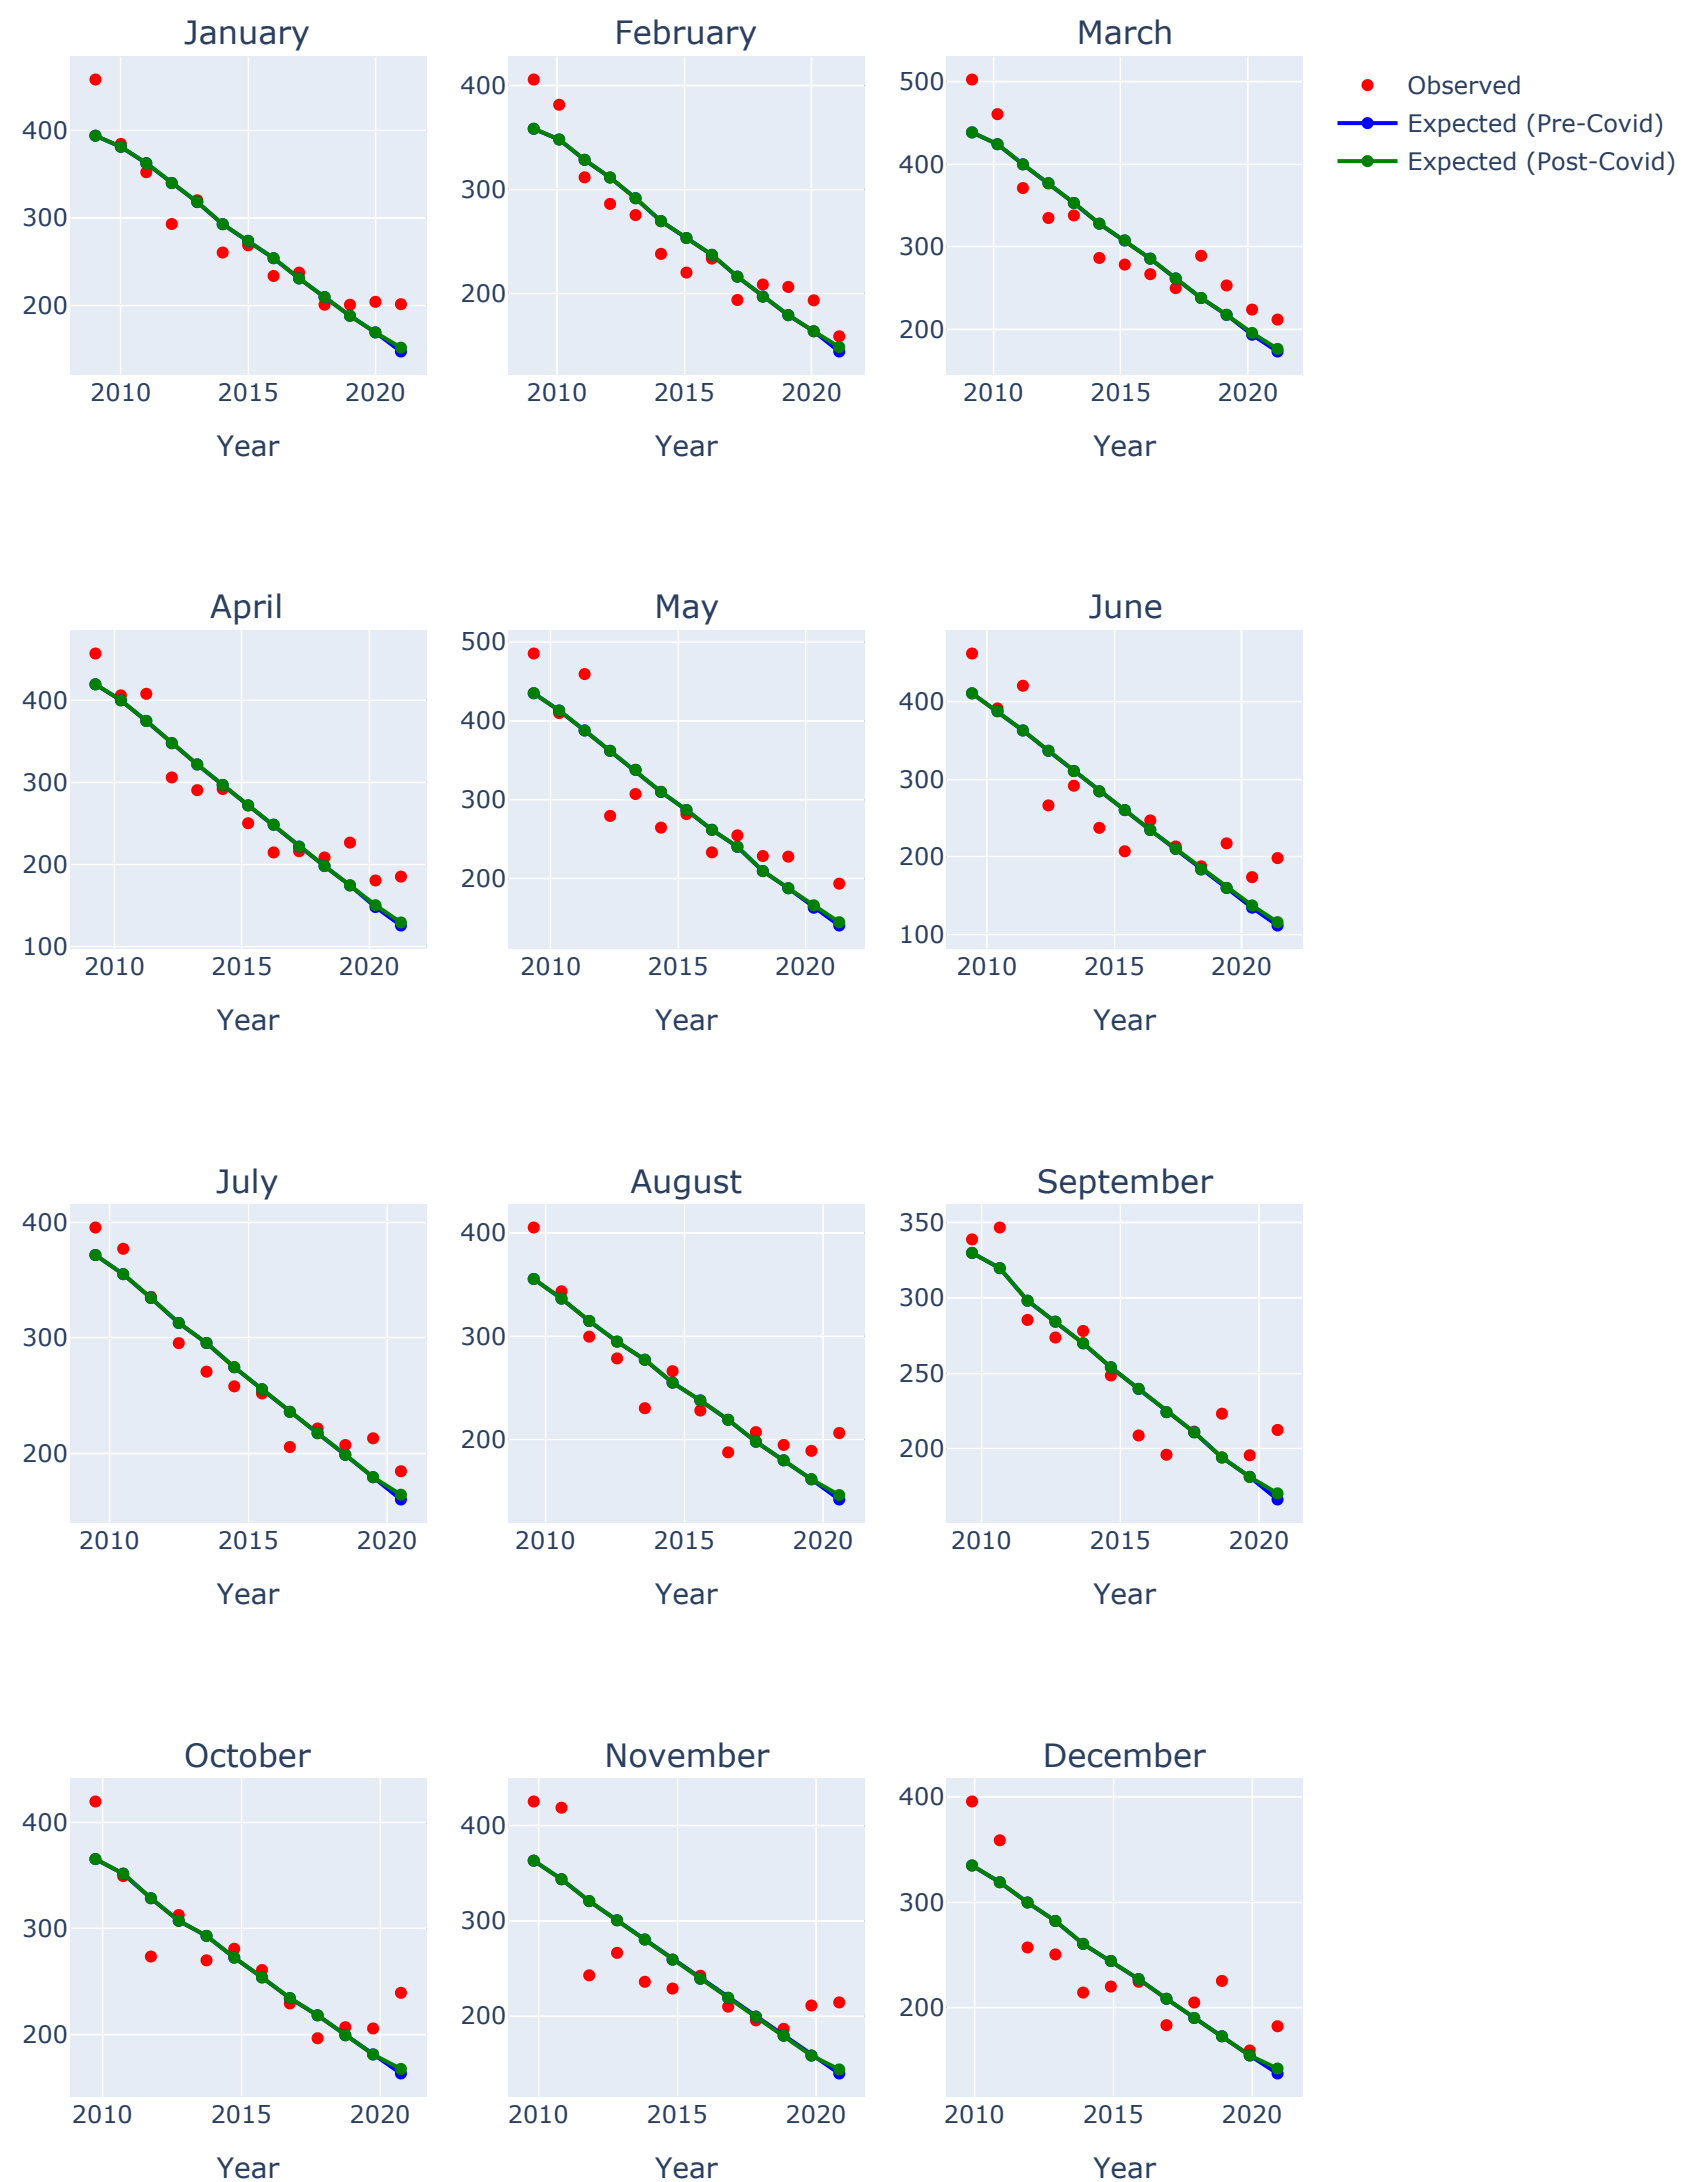 January
February
March
400
300
200
2010
2015
2020
Year
400
300
200
2010
2015
2020
Year
500
400
300
200
2010
2015
2020
Year
Observed
Expected (Pre-Covid)
Expected (Post-Covid)
April
May
June
400
300
200
100
2010
2015
2020
Year
500
400
300
200
2010
2015
2020
Year
400
300
200
100
2010
2015
2020
Year
July
August
September
400
300
200
2010
2015
2020
Year
400
300
200
2010
2015
2020
Year
350
300
250
200
2010
2015
2020
Year
October
November
December
400
300
200
2010
2015
2020
Year
400
300
200
2010
2015
2020
Year
400
300
200
2010
2015
2020
Year